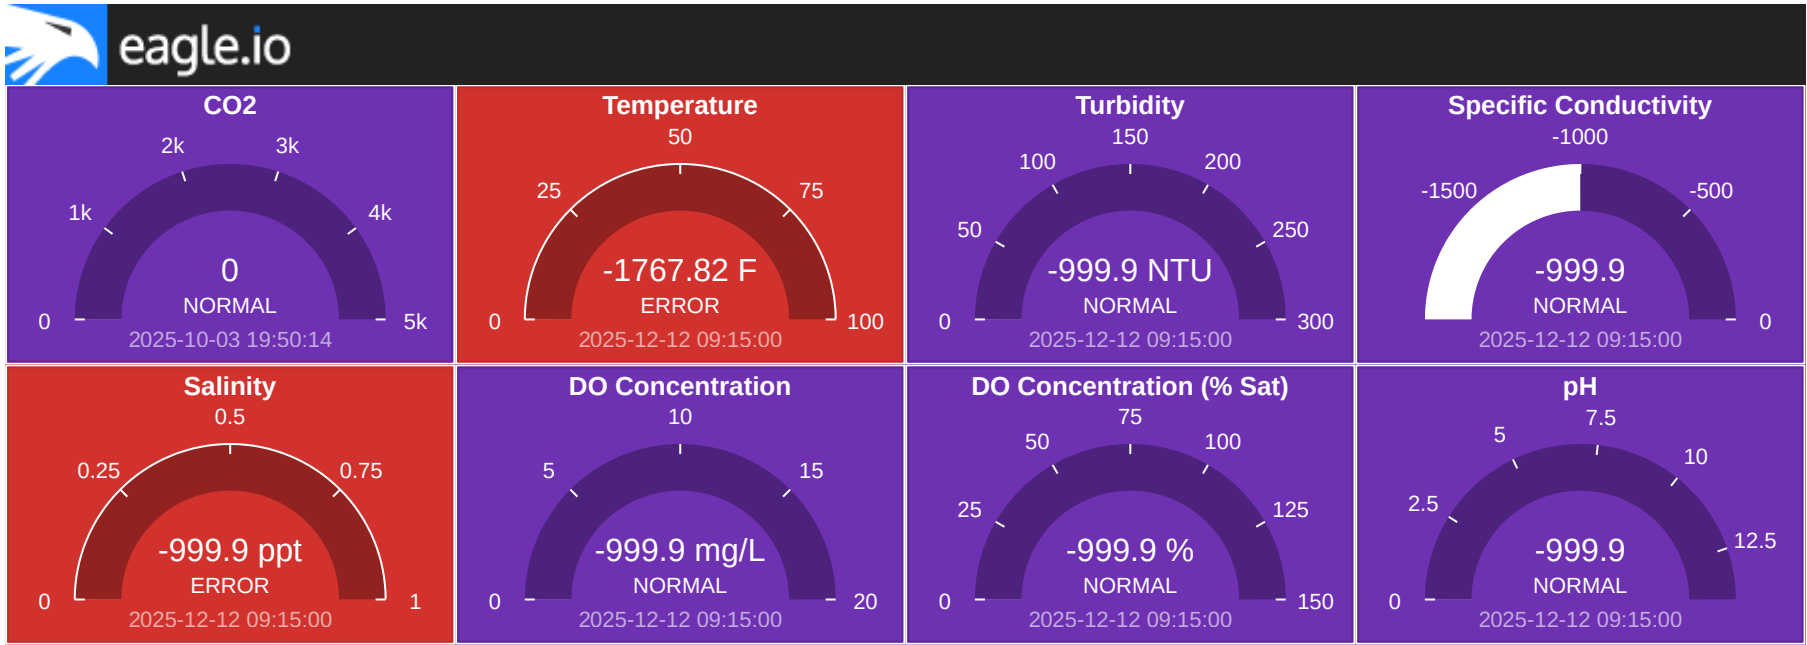 eagle.io
CO2
2k
3k
1k
4k
0
NORMAL
0
5k
2025-10-03 19:50:14
Temperature
50
25
75
-1767.82 F
ERROR
0
100
2025-12-12 09:15:00
Turbidity
150
100
200
50
250
-999.9 NTU
NORMAL
0
300
2025-12-12 09:15:00
Specific Conductivity
-1000
-1500
-500
-999.9
NORMAL
0
2025-12-12 09:15:00
Salinity
0.5
0.25
0.75
-999.9 ppt
ERROR
0
1
2025-12-12 09:15:00
DO Concentration
10
5
15
-999.9 mg/L
NORMAL
0
20
2025-12-12 09:15:00
DO Concentration (% Sat)
75
50
100
25
125
-999.9 %
NORMAL
0
150
2025-12-12 09:15:00
pH
7.5
5
10
2.5
12.5
-999.9
NORMAL
0
2025-12-12 09:15:00